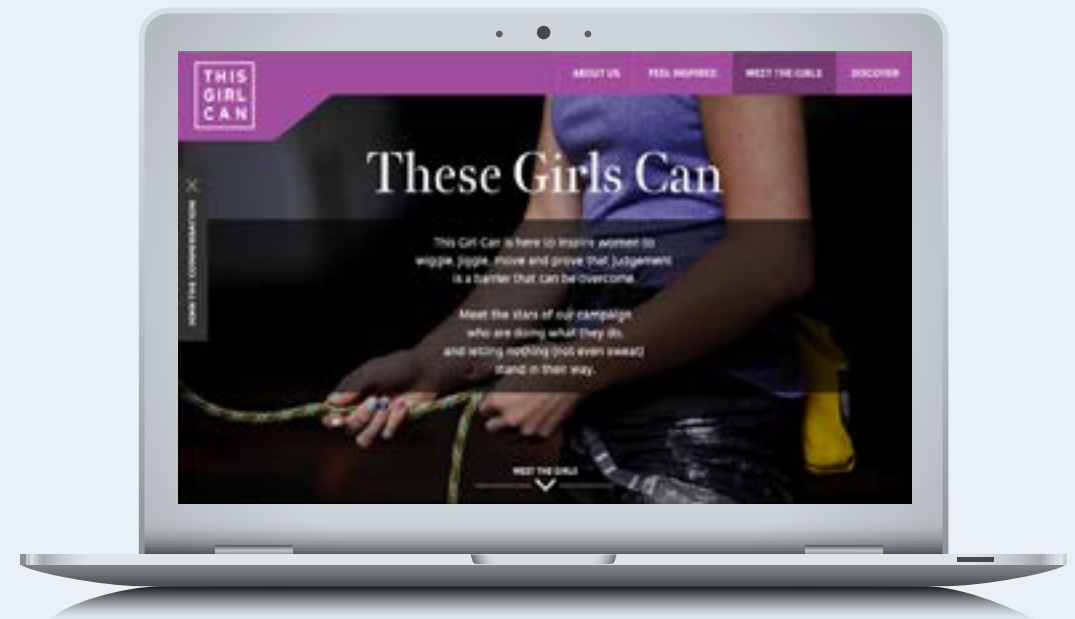 THIS
GIRL
CAN
ABOUT US
FEEL INSPIRED
MEET THE GIRLS
DISCOVER
These Girls Can
JOIN THE CONVERSATION
This Girl Can is here to inspire women to
wiggle, jiggle, move and prove that judgement
is a barrier that can be overcome.
Meet the stars of our campaign
who are doing what they do,
and letting nothing (not even sweat)
stand in their way.
MEET THE GIRLS